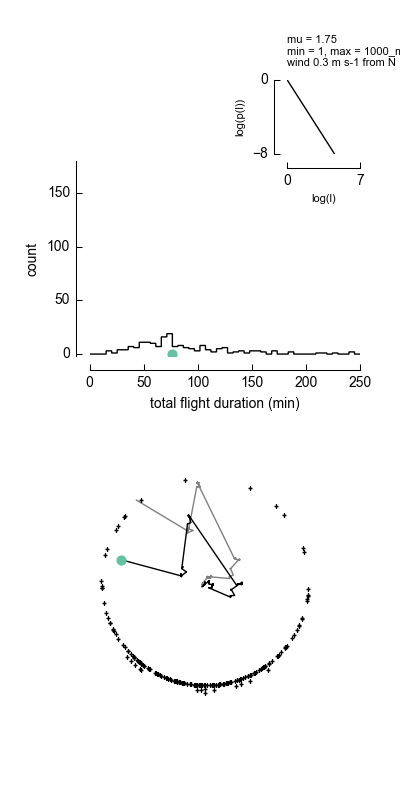 mu = 1.75
min = 1, max = 1000_m
wind 0.3 m s-1 from N
0
log(p(l))
−8
0
7
log(l)
150
100
50
0
count
0
50
100
150
200
250
total flight duration (min)